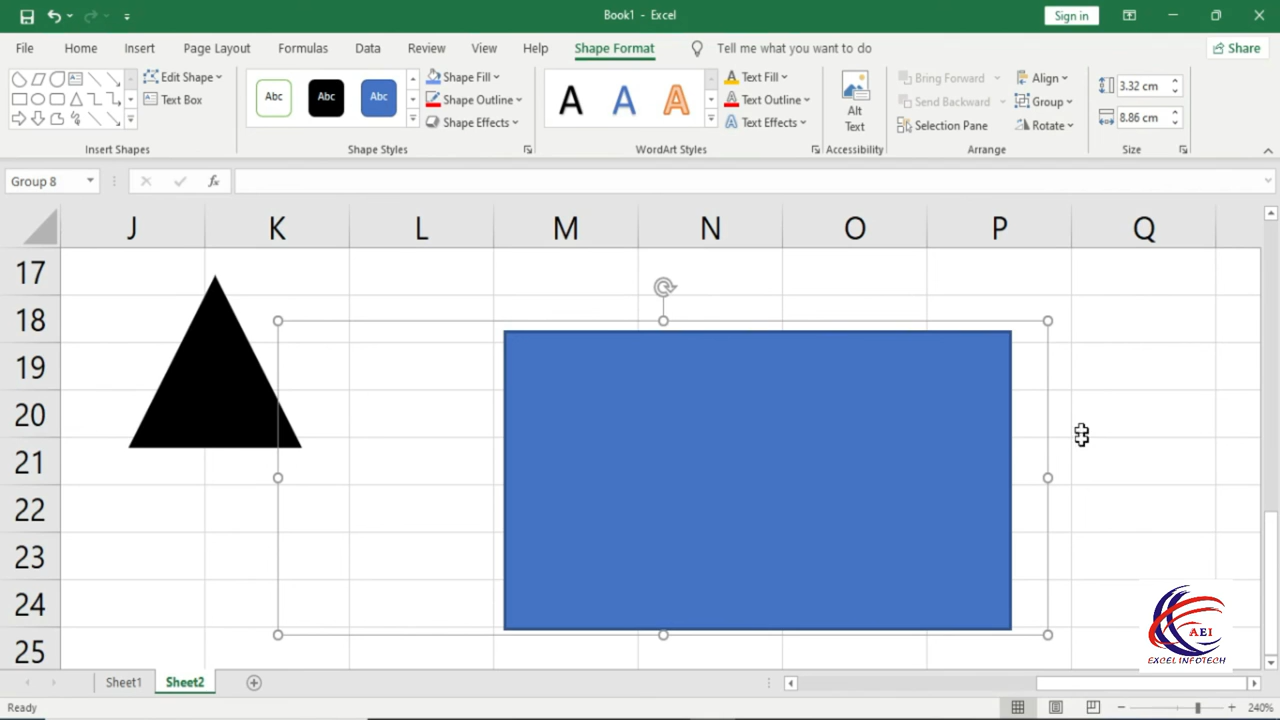 Book1 - Excel
Sign in
File Home Insert Page Layout Formulas Data Review View Help Shape Format Tell me what you want to do Share
Edit Shape
Text Box
Insert Shapes
Abc Abc Abc
Shape Fill
Shape Outline
Shape Effects
Shape Styles
A A A
Text Fill
Text Outline
Text Effects
WordArt Styles
Alt
Text
Accessibility
Bring Forward
Send Backward
Selection Pane
Align
Group
Rotate
Arrange
3.32 cm
8.86 cm
Size
Group 8
fx
J K L M N O P Q
17
18
19
20
21
22
23
24
25
AEI
EXCEL INFOTECH
Sheet1 Sheet2
Ready
240%